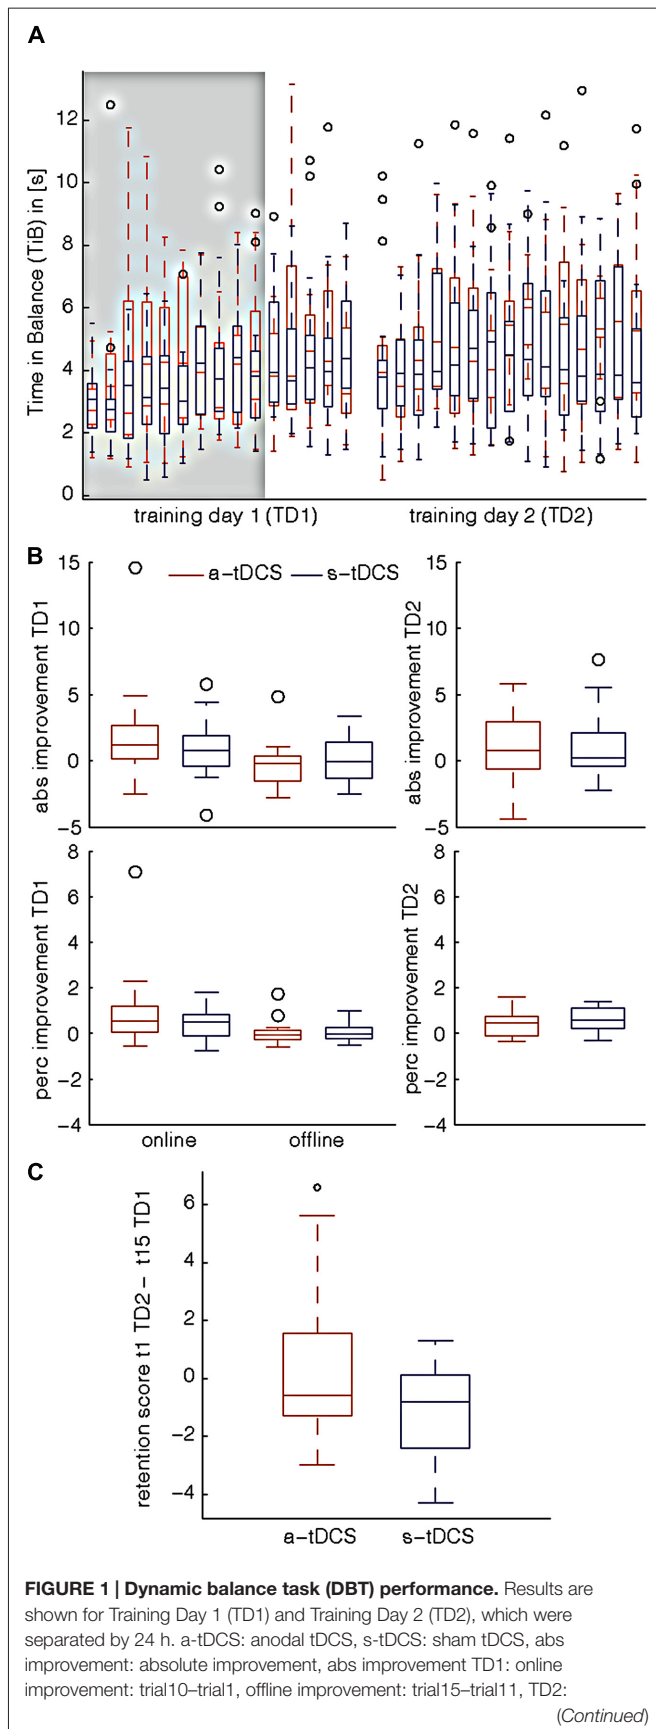 A
Time in Balance (TiB) in [s]
12
10
8
6
4
2
0
training day 1 (TD1)
training day 2 (TD2)
B
abs improvement TD1
15
10
5
0
−5
a−tDCS
s−tDCS
abs improvement TD2
15
10
5
0
−5
perc improvement TD1
8
6
4
2
0
−2
−4
online
offline
perc improvement TD2
8
6
4
2
0
−2
−4
C
retention score t1 TD2 − t15 TD1
6
4
2
0
−2
−4
a−tDCS
s−tDCS
FIGURE 1 | Dynamic balance task (DBT) performance. Results are
shown for Training Day 1 (TD1) and Training Day 2 (TD2), which were
separated by 24 h. a-tDCS: anodal tDCS, s-tDCS: sham tDCS, abs
improvement: absolute improvement, abs improvement TD1: online
improvement: trial10–trial1, offline improvement: trial15–trial11, TD2:
(Continued)